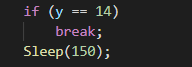 if (y == 14)
    break;
Sleep(150);